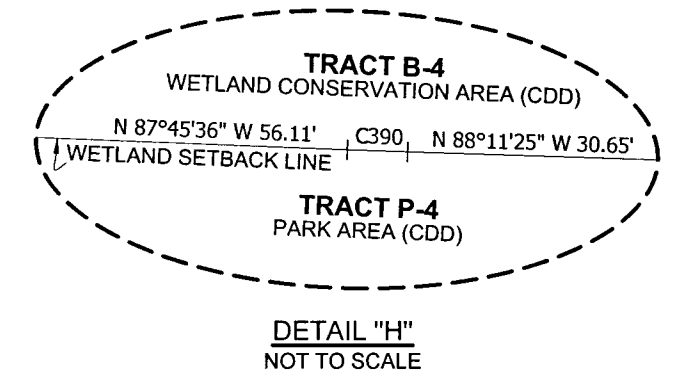 TRACT B-4
WETLAND CONSERVATION AREA (CDD)
N 87°45'36" W 56.11' C390 N 88°11'25" W 30.65'
WETLAND SETBACK LINE
TRACT P-4
PARK AREA (CDD)
DETAIL "H"
NOT TO SCALE